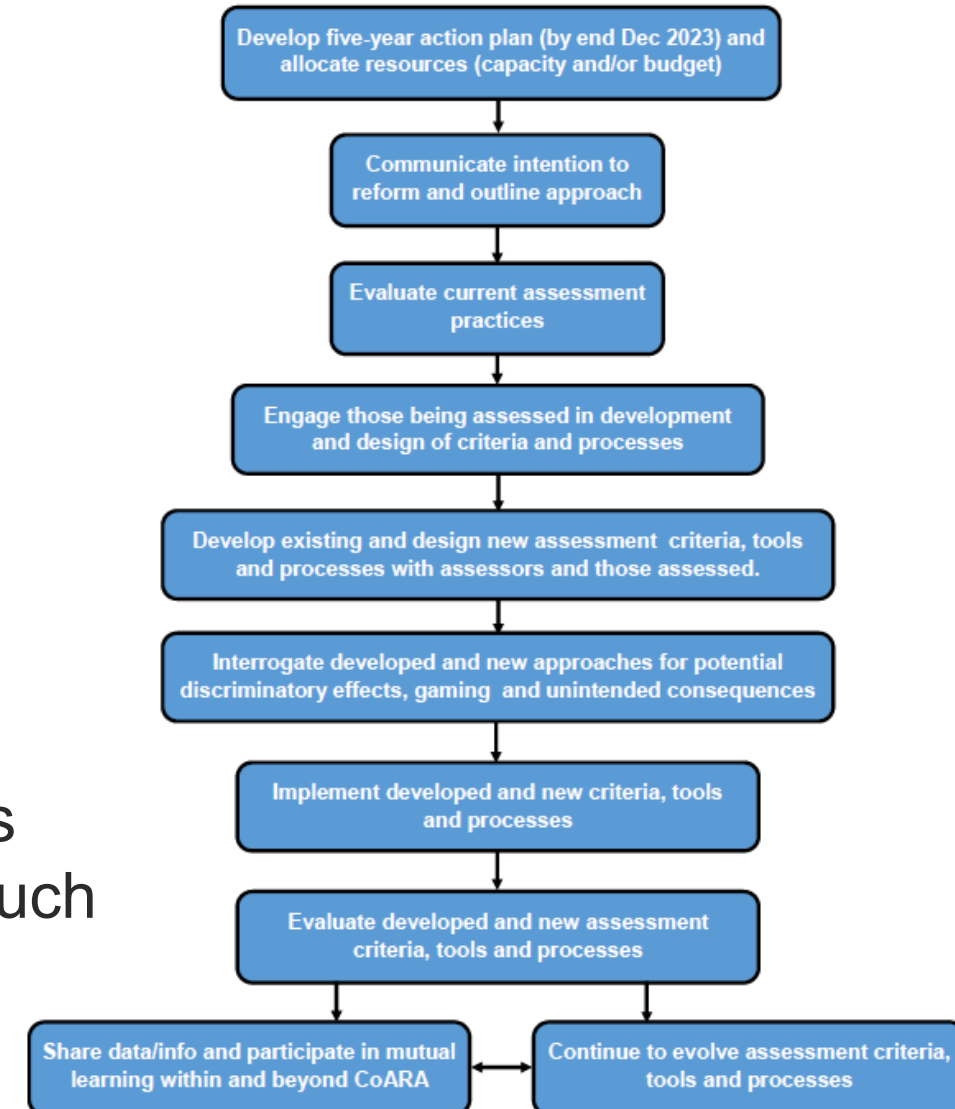 Develop five-year action plan (by end Dec 2023) and
allocate resources (capacity and/or budget)
Communicate intention to
reform and outline approach
Evaluate current assessment
practices
Engage those being assessed in development
and design of criteria and processes
Develop existing and design new assessment criteria, tools
and processes with assessors and those assessed.
Interrogate developed and new approaches for potential
discriminatory effects, gaming and unintended consequences
Implement developed and new criteria, tools
and processes
Evaluate developed and new assessment
criteria, tools and processes
Share data/info and participate in mutual
learning within and beyond CoARA
Continue to evolve assessment criteria,
tools and processes